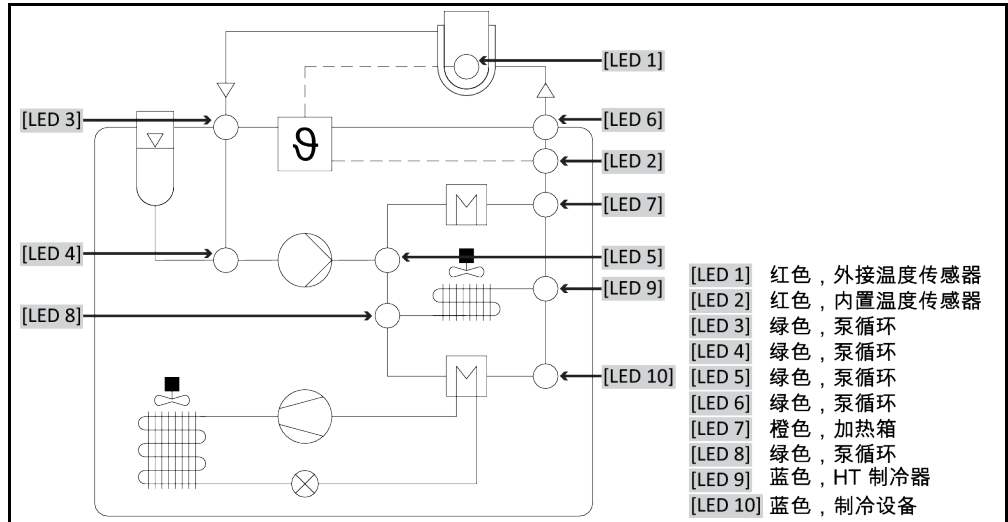 [LED 1]
[LED 3]
[LED 6]
ϑ
[LED 2]
[LED 7]
[LED 4]
[LED 5]
[LED 9]
[LED 8]
[LED 10]
[LED 1] 红色，外接温度传感器
[LED 2] 红色，内置温度传感器
[LED 3] 绿色，泵循环
[LED 4] 绿色，泵循环
[LED 5] 绿色，泵循环
[LED 6] 绿色，泵循环
[LED 7] 橙色，加热箱
[LED 8] 绿色，泵循环
[LED 9] 蓝色，HT 制冷器
[LED 10] 蓝色，制冷设备